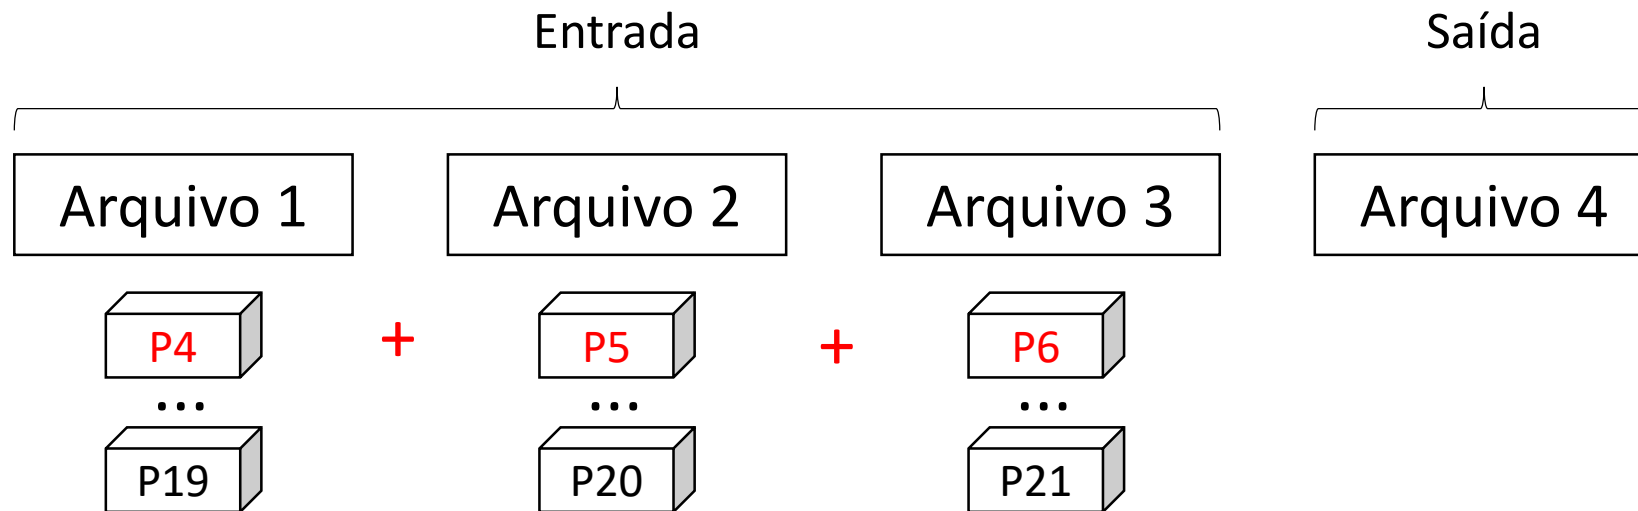 Entrada Saída
Arquivo 1 Arquivo 2 Arquivo 3 Arquivo 4
P4 + P5 + P6
... ... ...
P19 P20 P21